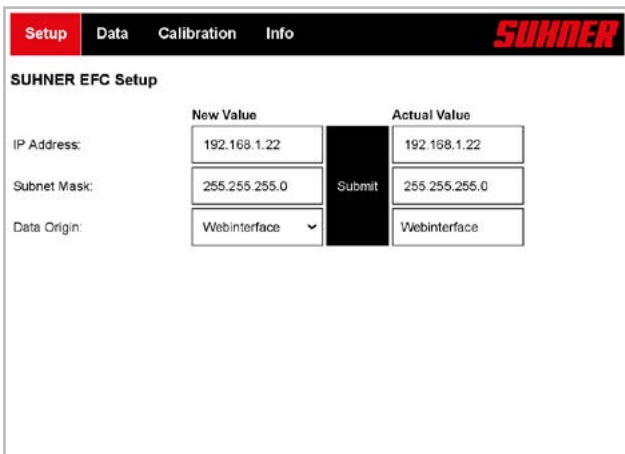 Setup Data Calibration Info SUHNER
SUHNER EFC Setup
New Value Actual Value
IP Address: 192.168.1.22 192.168.1.22
Subnet Mask: 255.255.255.0 Submit 255.255.255.0
Data Origin: Webinterface Webinterface